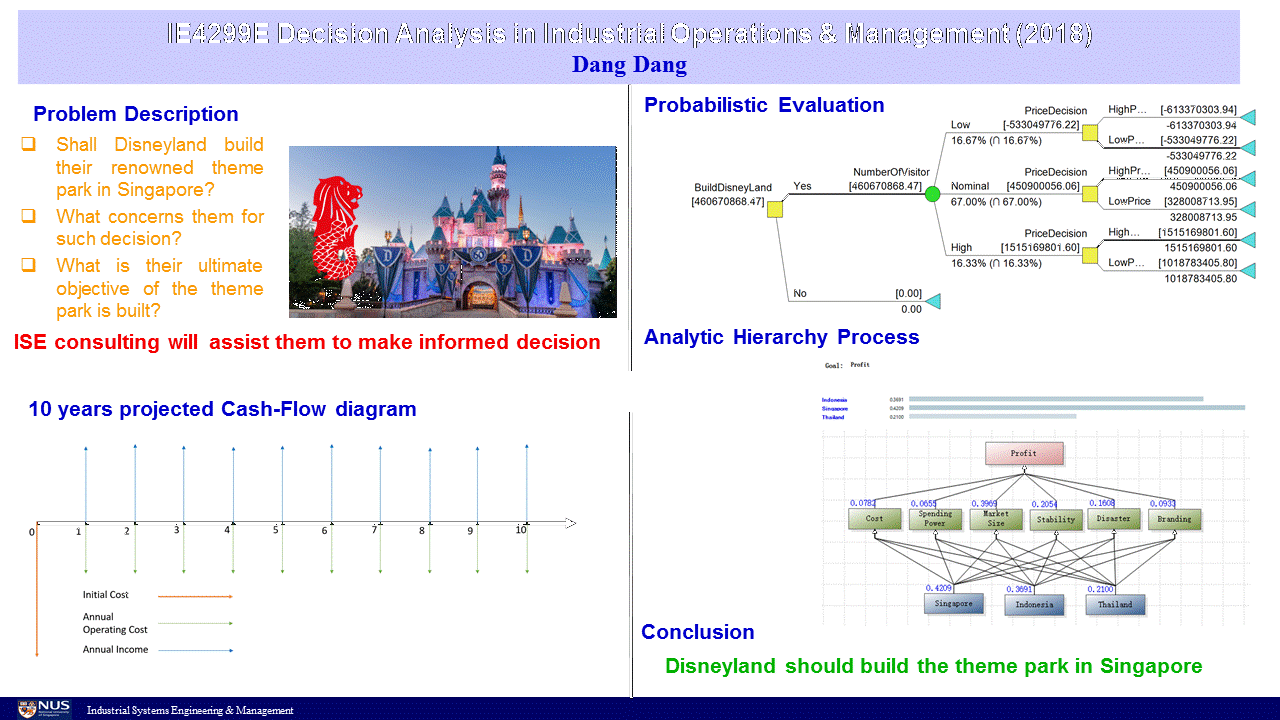 IE4299E Decision Analysis in Industrial Operations & Management (2018)
Dang Dang
Problem Description
❑ Shall Disneyland build
their renowned theme
park in Singapore?
❑ What concerns them for
such decision?
❑ What is their ultimate
objective of the theme
park is built?
ISE consulting will assist them to make informed decision
10 years projected Cash-Flow diagram
0 1 2 3 4 5 6 7 8 9 10
Initial Cost
Annual
Operating Cost
Annual Income
Probabilistic Evaluation
BuildDisneyLand
[460670868.47]
Yes
NumberOfVisitor
[460670868.47]
Low
16.67% (∩ 16.67%)
PriceDecision
[-533049776.22]
HighP… [-613370303.94]
-613370303.94
LowP… [-533049776.22]
-533049776.22
Nominal
67.00% (∩ 67.00%)
PriceDecision
[450900056.06]
HighPr… [450900056.06]
450900056.06
LowPrice [328008713.95]
328008713.95
High
16.33% (∩ 16.33%)
PriceDecision
[1515169801.60]
High… [1515169801.60]
1515169801.60
LowP… [1018783405.80]
1018783405.80
No [0.00]
0.00
Analytic Hierarchy Process
Goal: Profit
Indonesia 0.3691
Singapore 0.4209
Thailand 0.2100
Profit
0.0782 0.0655 0.3969 0.2054 0.1608 0.0933
Cost
Spending
Power
Market
Size
Stability
Disaster
Branding
0.4209 0.3691 0.2100
Singapore Indonesia Thailand
Conclusion
Disneyland should build the theme park in Singapore
NUS
National University
of Singapore
Industrial Systems Engineering & Management